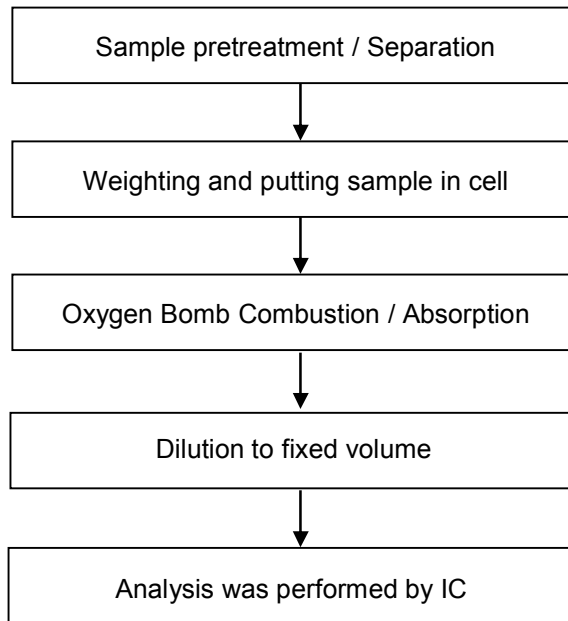 Sample pretreatment / Separation
Weighting and putting sample in cell
Oxygen Bomb Combustion / Absorption
Dilution to fixed volume
Analysis was performed by IC